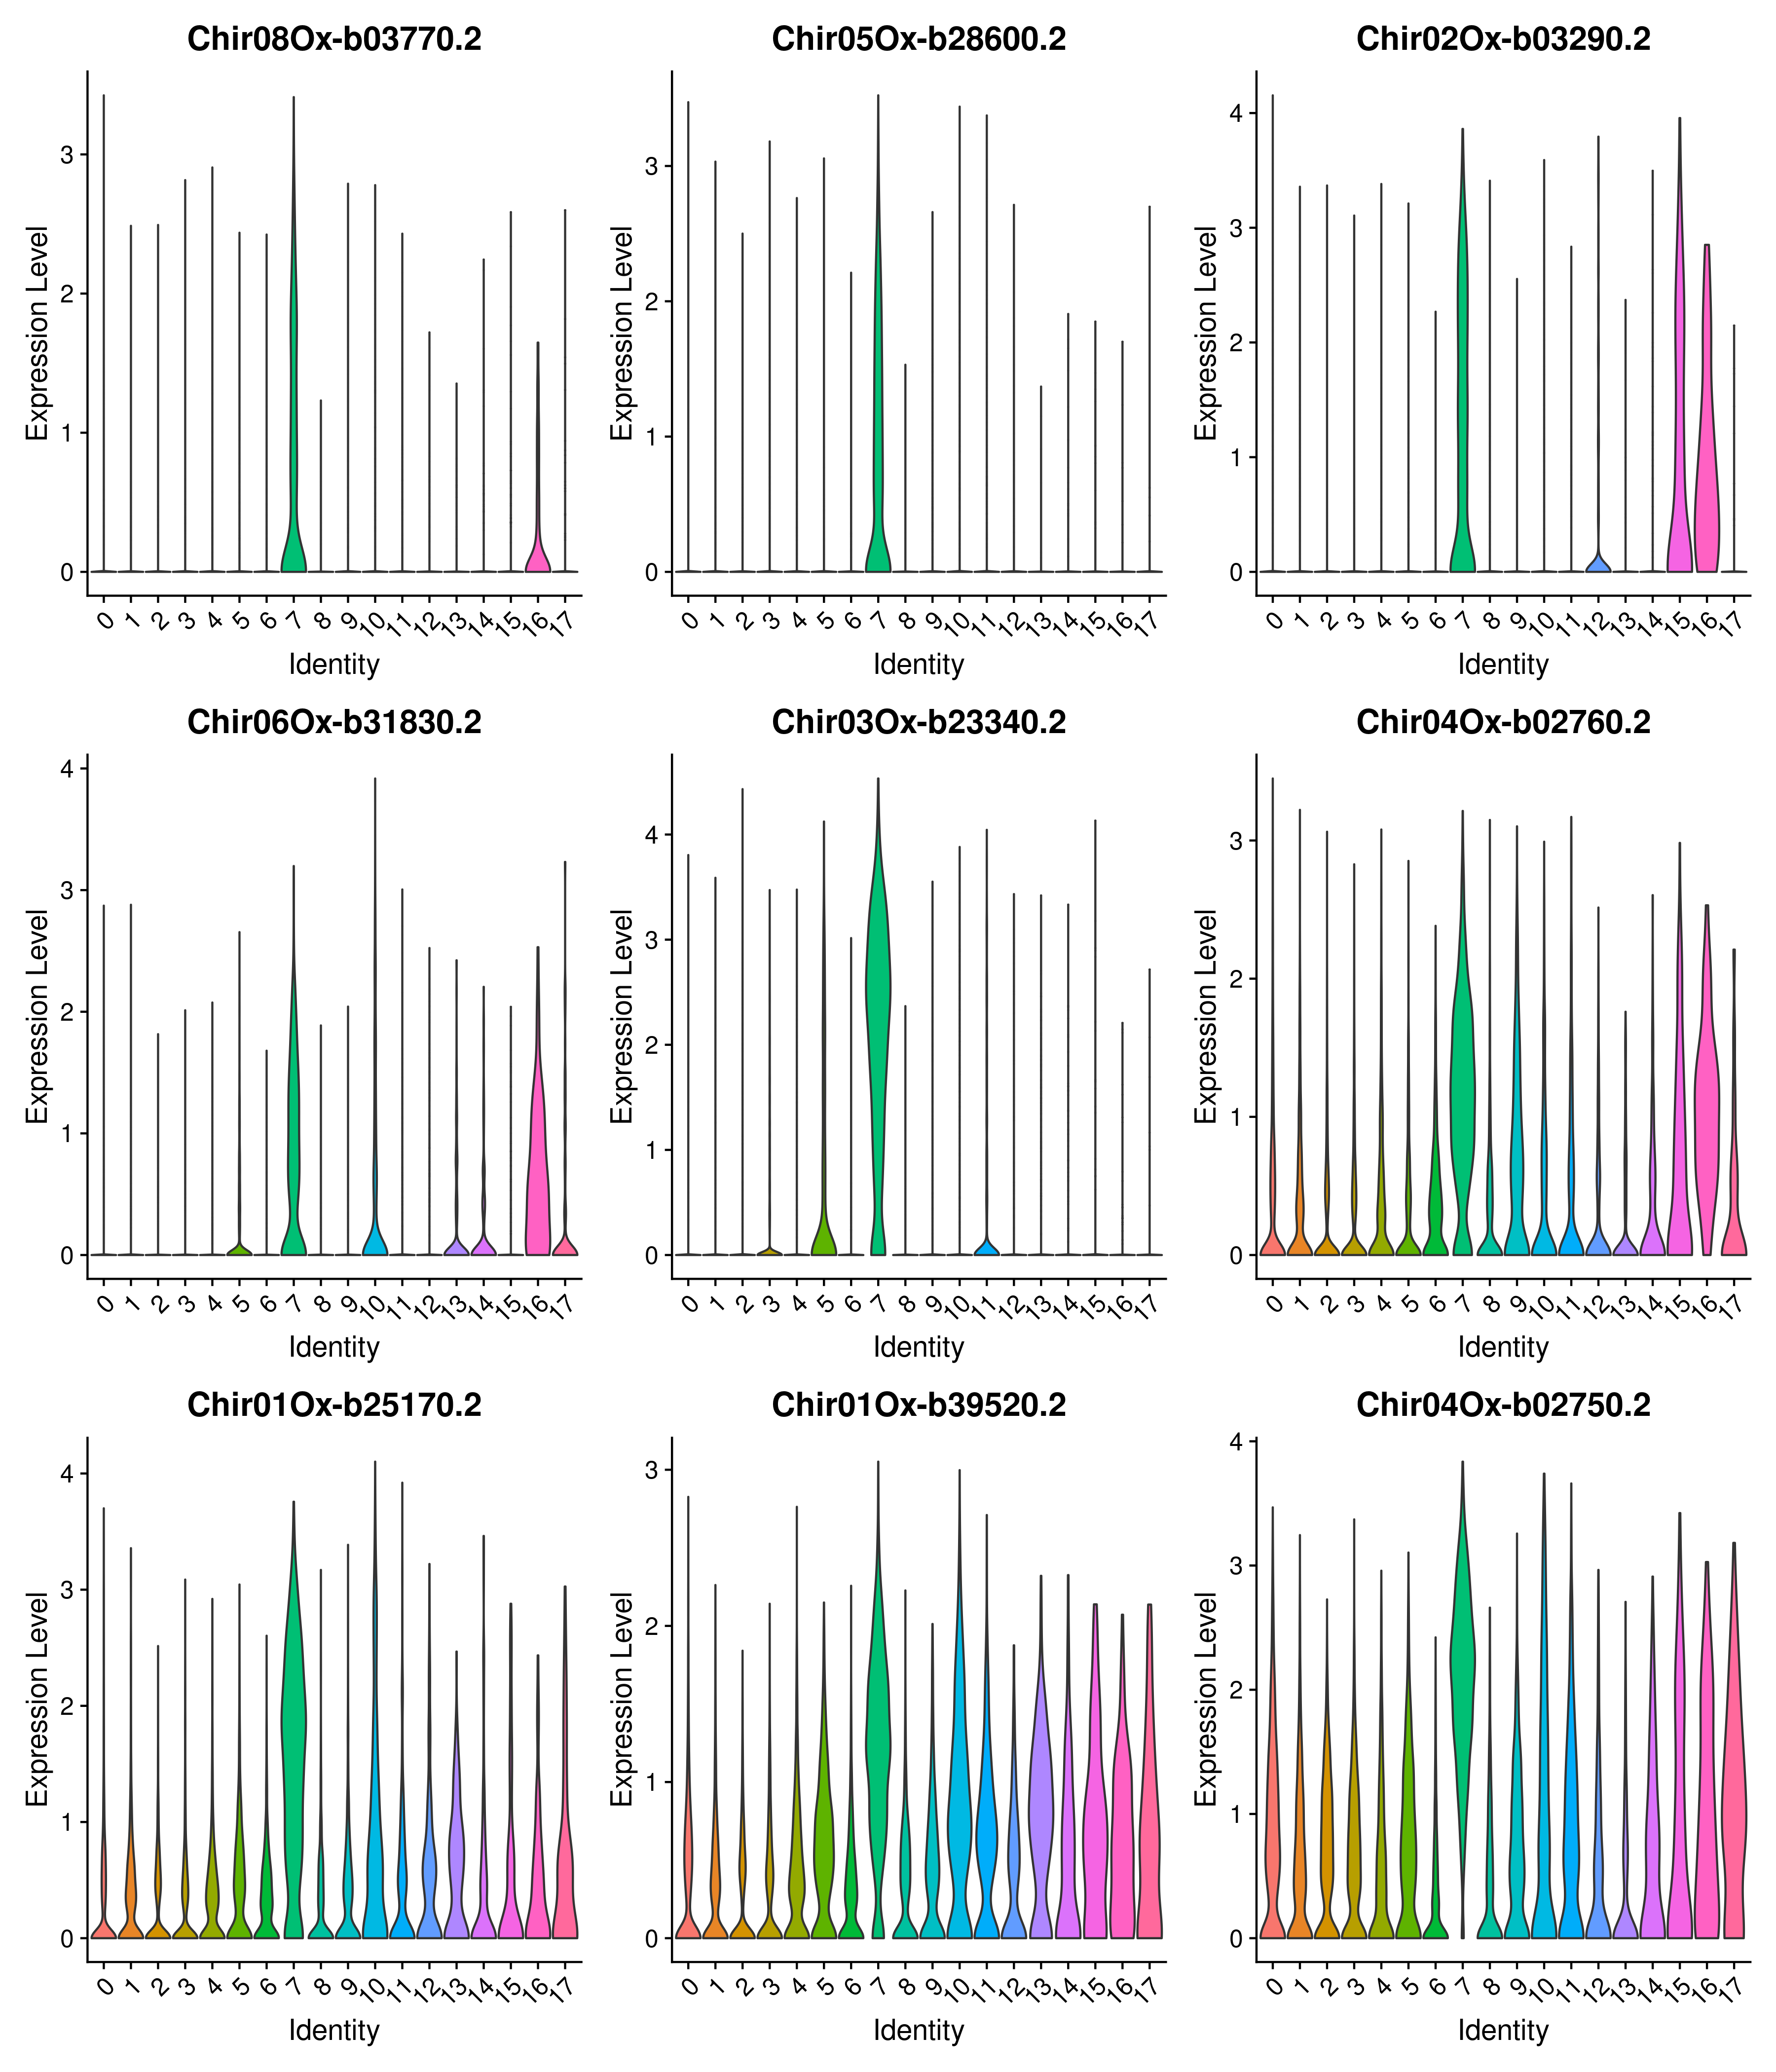 Chir08Ox-b03770.2
Expression Level
3
2
1
0
0 1 2 3 4 5 6 7 8 9 10 11 12 13 14 15 16 17
Identity
Chir05Ox-b28600.2
Expression Level
3
2
1
0
0 1 2 3 4 5 6 7 8 9 10 11 12 13 14 15 16 17
Identity
Chir02Ox-b03290.2
Expression Level
4
3
2
1
0
0 1 2 3 4 5 6 7 8 9 10 11 12 13 14 15 16 17
Identity
Chir06Ox-b31830.2
Expression Level
4
3
2
1
0
0 1 2 3 4 5 6 7 8 9 10 11 12 13 14 15 16 17
Identity
Chir03Ox-b23340.2
Expression Level
4
3
2
1
0
0 1 2 3 4 5 6 7 8 9 10 11 12 13 14 15 16 17
Identity
Chir04Ox-b02760.2
Expression Level
3
2
1
0
0 1 2 3 4 5 6 7 8 9 10 11 12 13 14 15 16 17
Identity
Chir01Ox-b25170.2
Expression Level
4
3
2
1
0
0 1 2 3 4 5 6 7 8 9 10 11 12 13 14 15 16 17
Identity
Chir01Ox-b39520.2
Expression Level
3
2
1
0
0 1 2 3 4 5 6 7 8 9 10 11 12 13 14 15 16 17
Identity
Chir04Ox-b02750.2
Expression Level
4
3
2
1
0
0 1 2 3 4 5 6 7 8 9 10 11 12 13 14 15 16 17
Identity